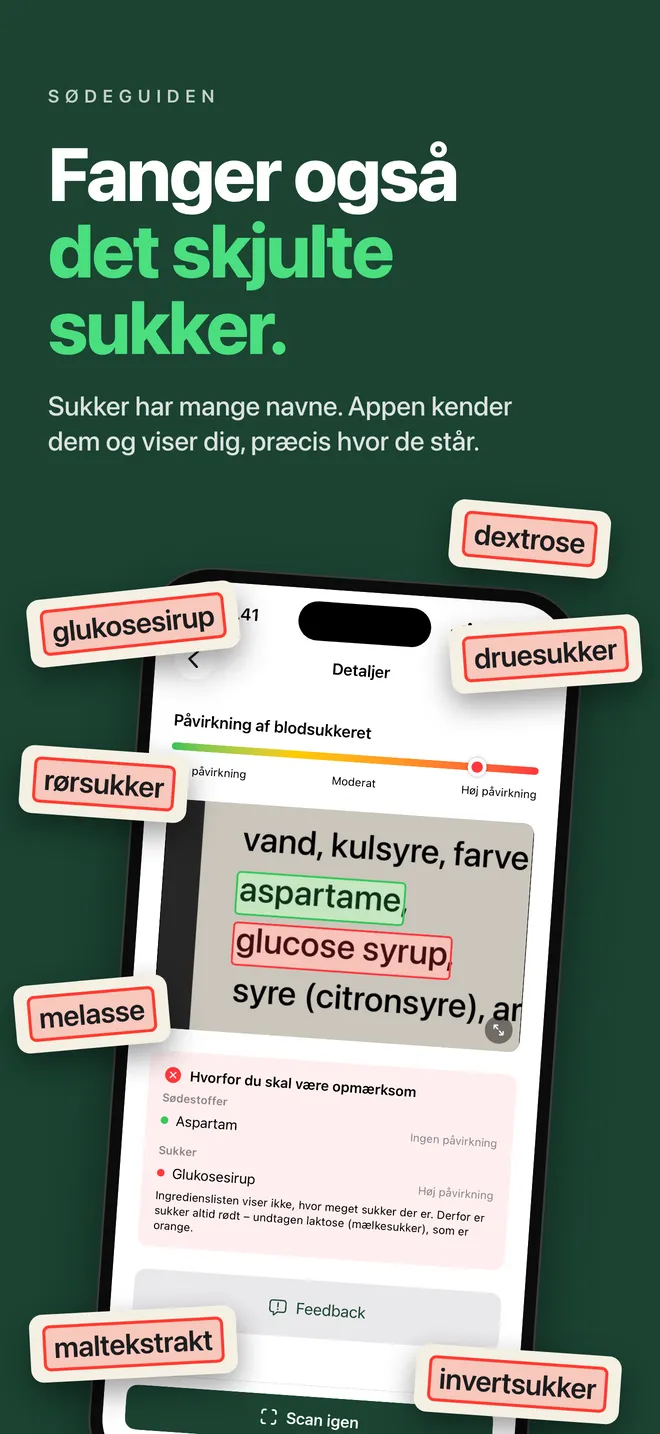 SØDEGUIDEN
Fanger også
det skjulte
sukker.
Sukker har mange navne. Appen kender
dem og viser dig, præcis hvor de står.
dextrose
glukosesirup
.41
druesukker
Detaljer
Påvirkning af blodsukkeret
påvirkning
Moderat
Høj påvirkning
rørsukker
vand, kulsyre, farve
aspartame,
glucose syrup,
syre (citronsyre), ar
melasse
Hvorfor du skal være opmærksom
Sødestoffer
Aspartam
Ingen påvirkning
Sukker
Glukosesirup
Høj påvirkning
Ingredienslisten viser ikke, hvor meget sukker der er. Derfor er
sukker altid rødt – undtagen laktose (mælkesukker), som er
orange.
Feedback
maltekstrakt
invertsukker
Scan igen